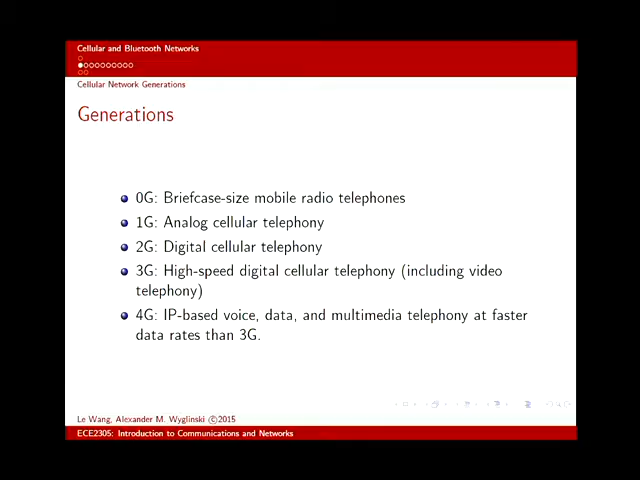 Cellular and Bluetooth Networks
Cellular Network Generations
Generations
0G: Briefcase-size mobile radio telephones
1G: Analog cellular telephony
2G: Digital cellular telephony
3G: High-speed digital cellular telephony (including video
telephony)
4G: IP-based voice, data, and multimedia telephony at faster
data rates than 3G.
Le Wang, Alexander M. Wyglinski ©2015
ECE2305: Introduction to Communications and Networks